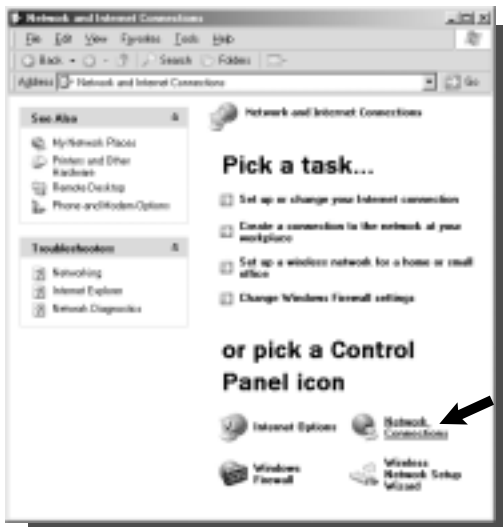 Network and Internet Connections
File Edit View Favorites Tools Help
Back Search Folders
Address Network and Internet Connections Go
See Also
My Network Places
Printers and Other
Hardware
Remote Desktop
Phone and Modem Options
Troubleshooters
Networking
Internet Explorer
Network Diagnostics
Network and Internet Connections
Pick a task...
Set up or change your Internet connection
Create a connection to the network at your
workplace
Set up a wireless network for a home or small
office
Change Windows Firewall settings
or pick a Control
Panel icon
Internet Options
Network
Connections
Windows
Firewall
Wireless
Network Setup
Wizard